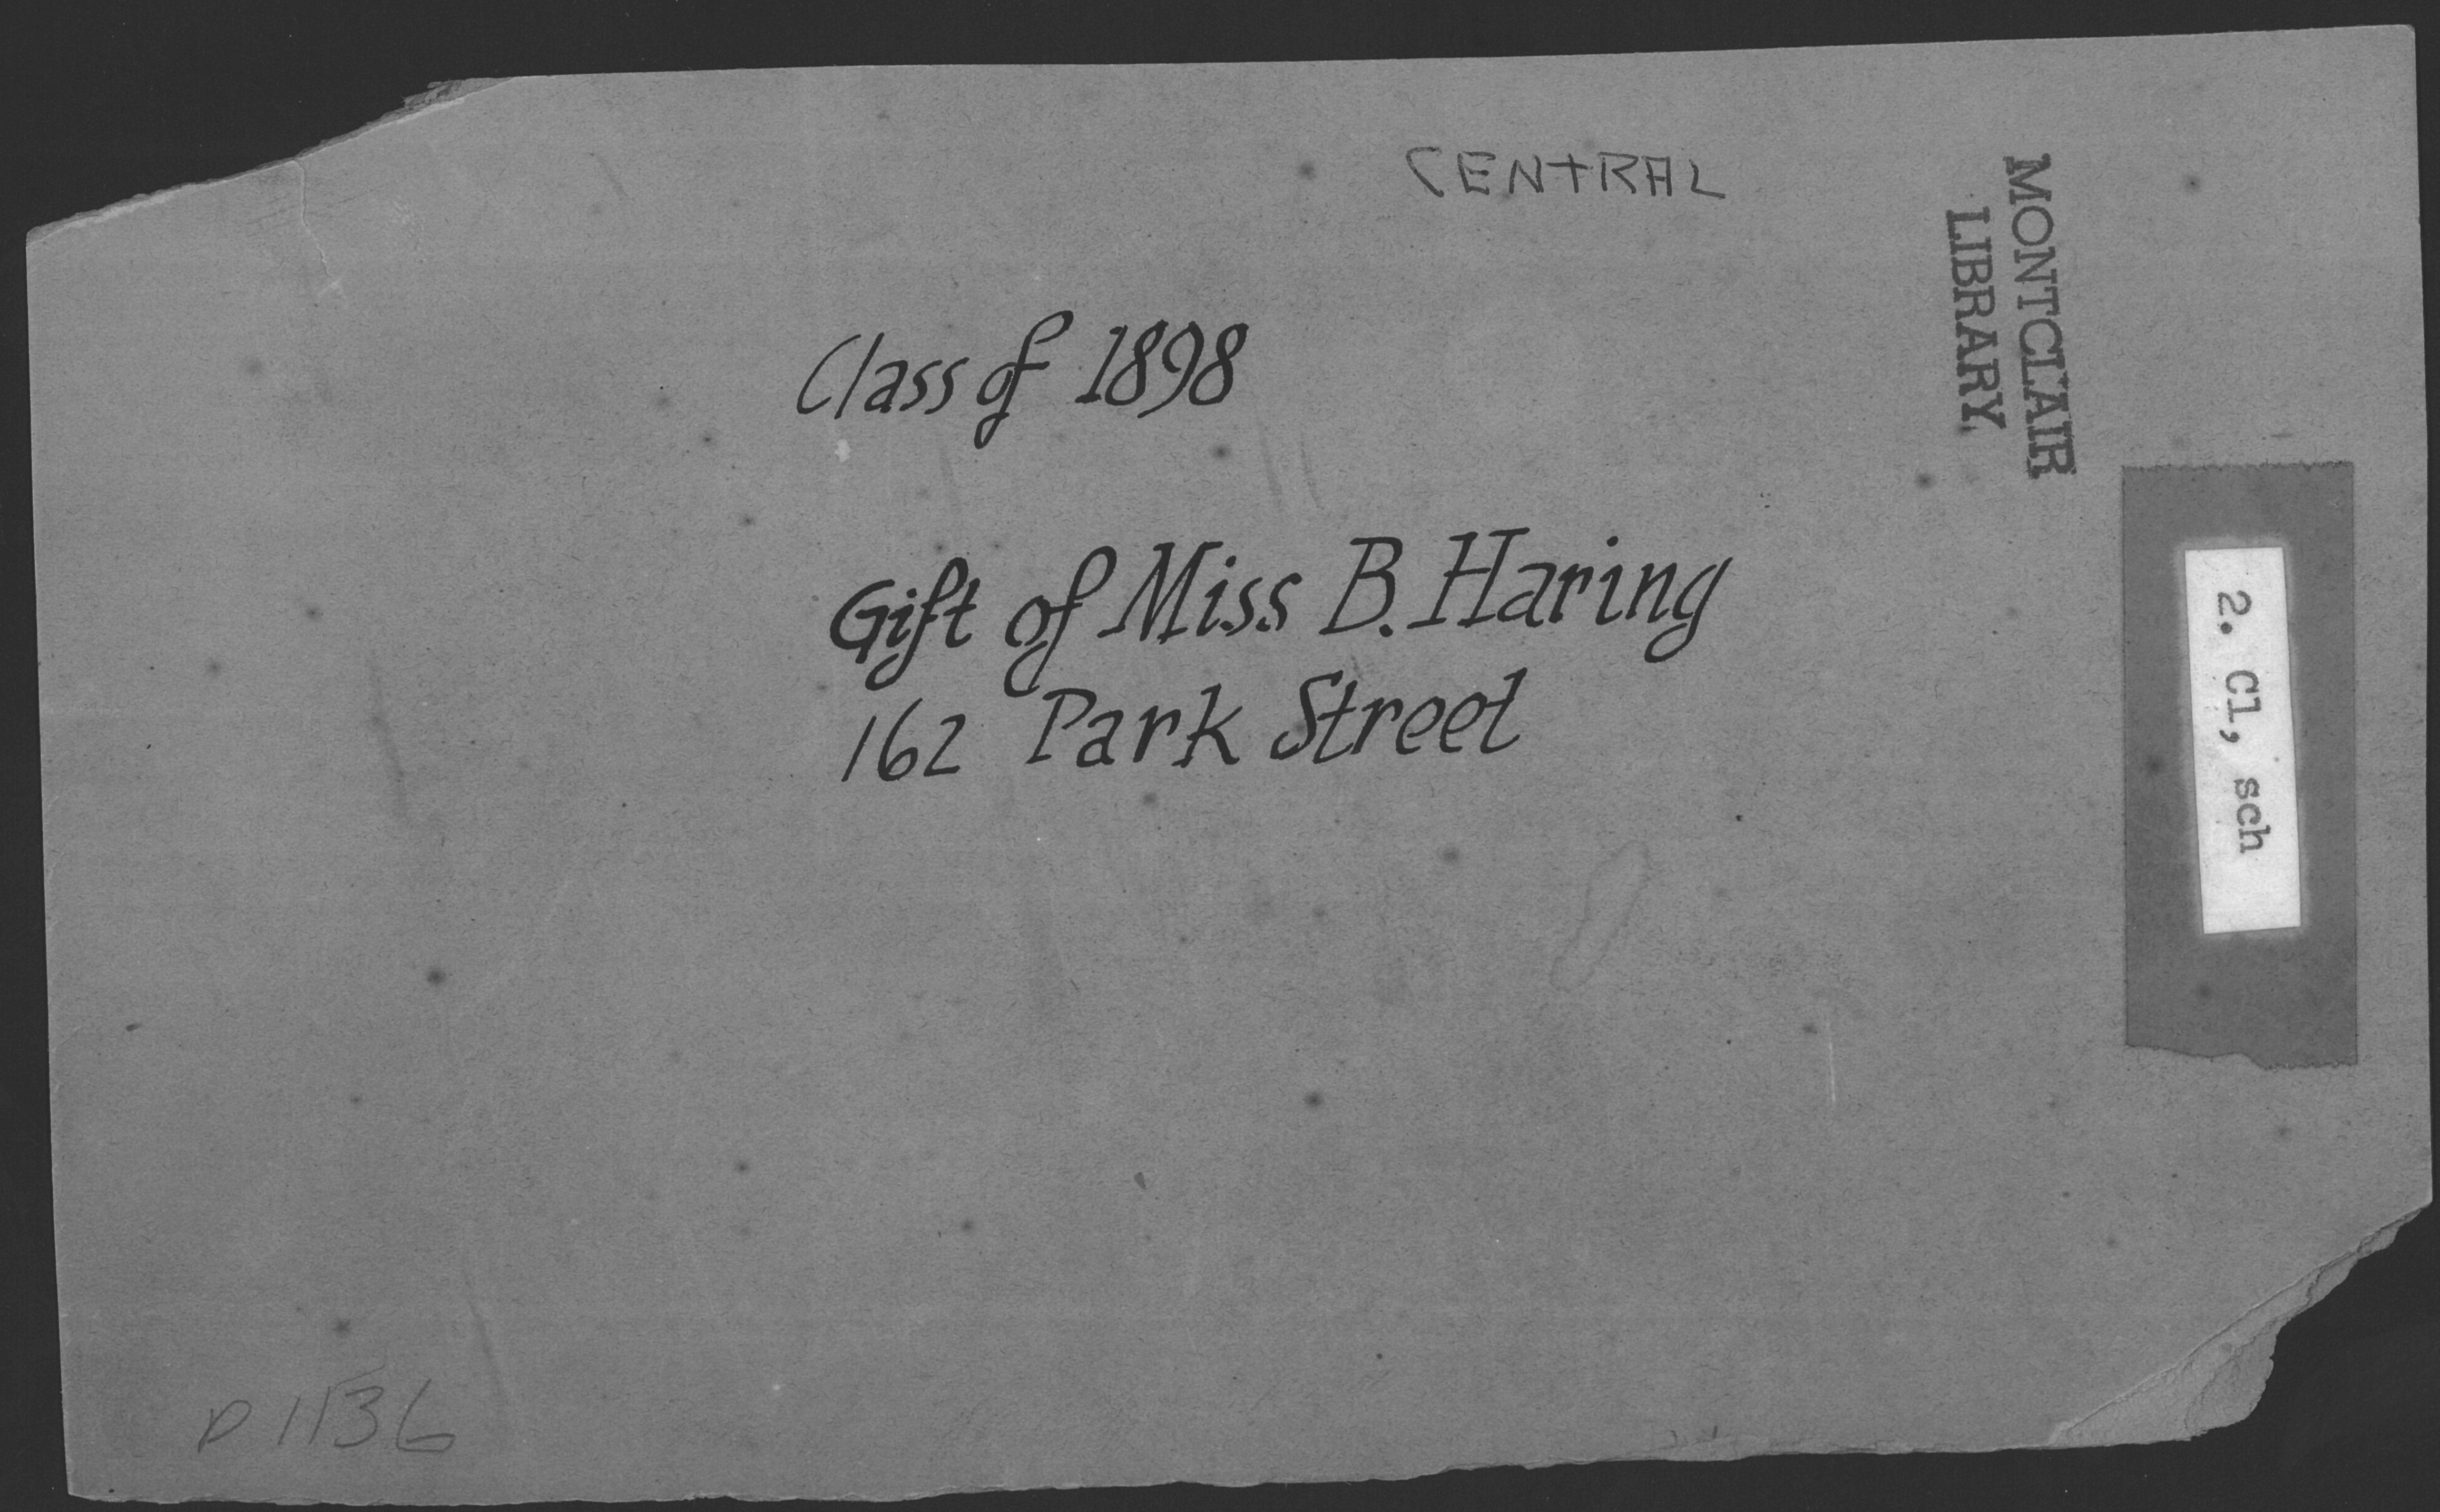 CENTRAL
MONTCLAIR
LIBRARY
Class of 1898
Gift of Miss B. Haring
162 Park Street
2. Cl, sch
P 1136